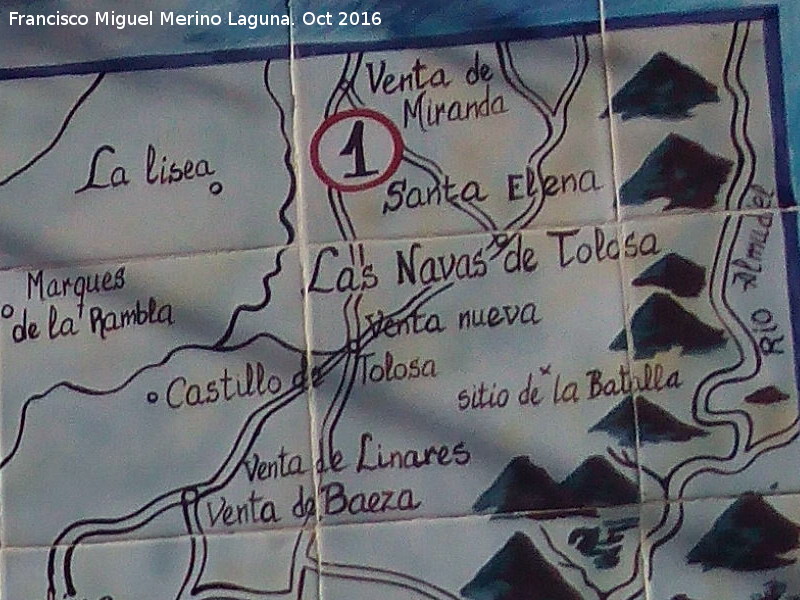 Francisco Miguel Merino Laguna. Oct 2016
Venta de
Miranda
1
La lisea
Santa Elena
Las Navas de Tolosa
Marques
de la Rambla
Venta nueva
Castillo de Tolosa
sitio de la Batalla
Rio Almudel
Venta de Linares
Venta de Baeza